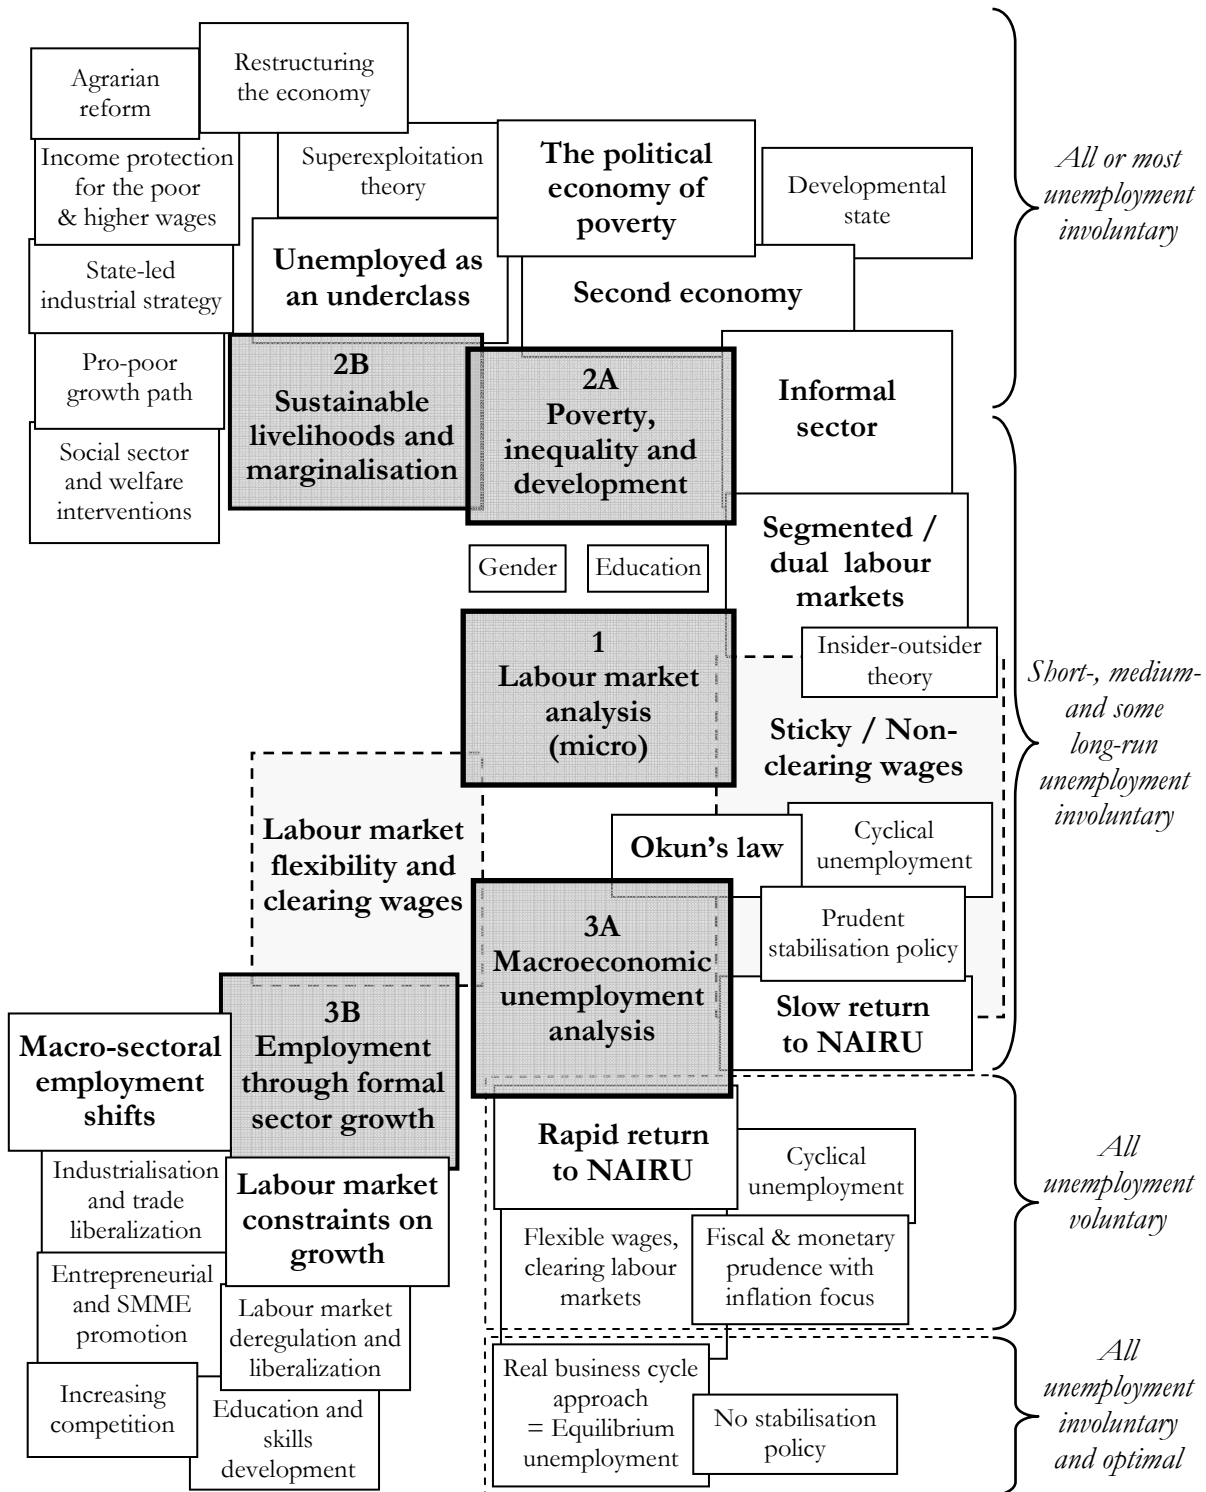 Agrarian
reform
Restructuring
the economy
Income protection
for the poor
& higher wages
Superexploitation
theory
The political
economy of
poverty
Developmental
state
All or most
unemployment
involuntary
State-led
industrial strategy
Unemployed as
an underclass
Second economy
Pro-poor
growth path
2B
Sustainable
livelihoods and
marginalisation
2A
Poverty,
inequality and
development
Informal
sector
Social sector
and welfare
interventions
Gender
Education
Segmented /
dual labour
markets
1
Labour market
analysis
(micro)
Insider-outsider
theory
Sticky / Non-
clearing wages
Short-, medium-
and some
long-run
unemployment
involuntary
Labour market
flexibility and
clearing wages
Okun's law
Cyclical
unemployment
Prudent
stabilisation policy
3A
Macroeconomic
unemployment
analysis
Slow return
to NAIRU
3B
Employment
through formal
sector growth
Macro-sectoral
employment
shifts
Industrialisation
and trade
liberalization
Labour market
constraints on
growth
Rapid return
to NAIRU
Cyclical
unemployment
All
unemployment
voluntary
Flexible wages,
clearing labour
markets
Fiscal & monetary
prudence with
inflation focus
Entrepreneurial
and SMME
promotion
Labour market
deregulation and
liberalization
Increasing
competition
Education and
skills
development
Real business cycle
approach
= Equilibrium
unemployment
No stabilisation
policy
All
unemployment
involuntary
and optimal